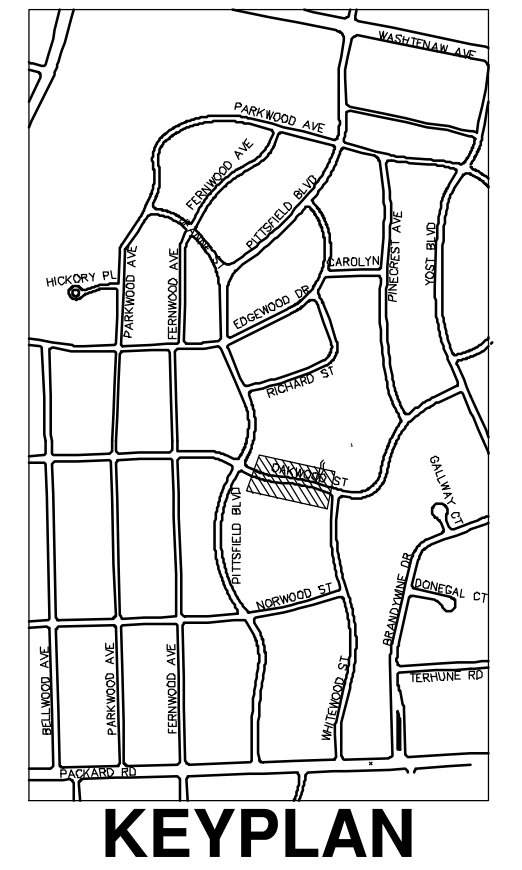 WASHTENAW AVE
PARKWOOD AVE
FERNWOOD AVE
PITTSFIELD BLVD
CAROLYN
PINECREST AVE
YOST BLVD
HICKORY PL
PARKWOOD AVE
FERNWOOD AVE
EDGEWOOD DR
RICHARD ST
OAKWOOD ST
GALLWAY CT
PITTSFIELD BLVD
NORWOOD ST
BRANDYWINE DR
DONEGAL CT
TERHUNE RD
BELLWOOD AVE
PARKWOOD AVE
FERNWOOD AVE
WHITEWOOD ST
PACKARD RD
KEYPLAN